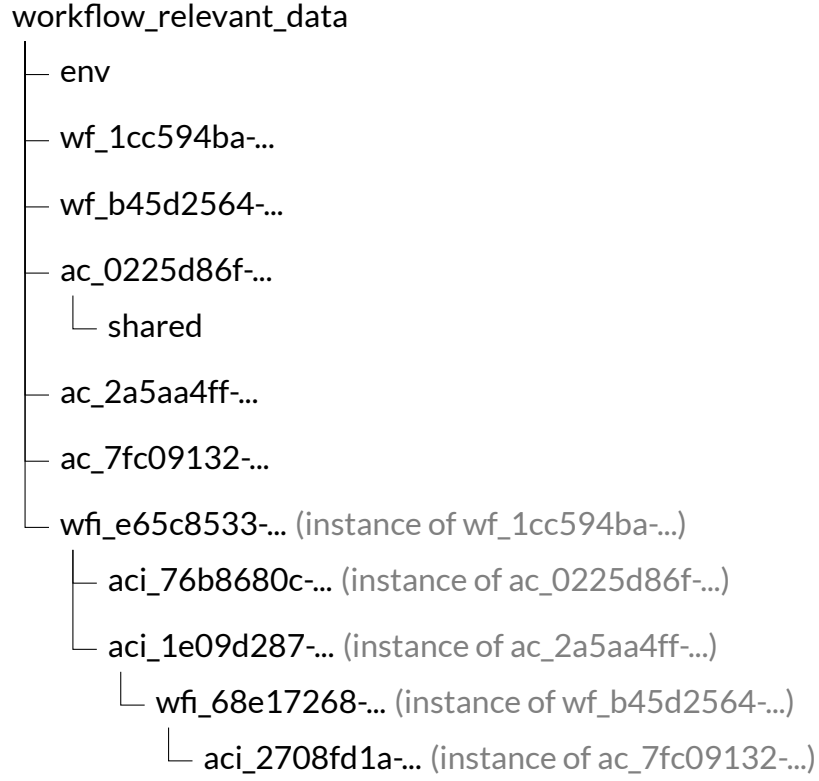 workflow_relevant_data
env
wf_1cc594ba-...
wf_b45d2564-...
ac_0225d86f-...
shared
ac_2a5aa4ff-...
ac_7fc09132-...
wfi_e65c8533-... (instance of wf_1cc594ba-...)
aci_76b8680c-... (instance of ac_0225d86f-...)
aci_1e09d287-... (instance of ac_2a5aa4ff-...)
wfi_68e17268-... (instance of wf_b45d2564-...)
aci_2708fd1a-... (instance of ac_7fc09132-...)